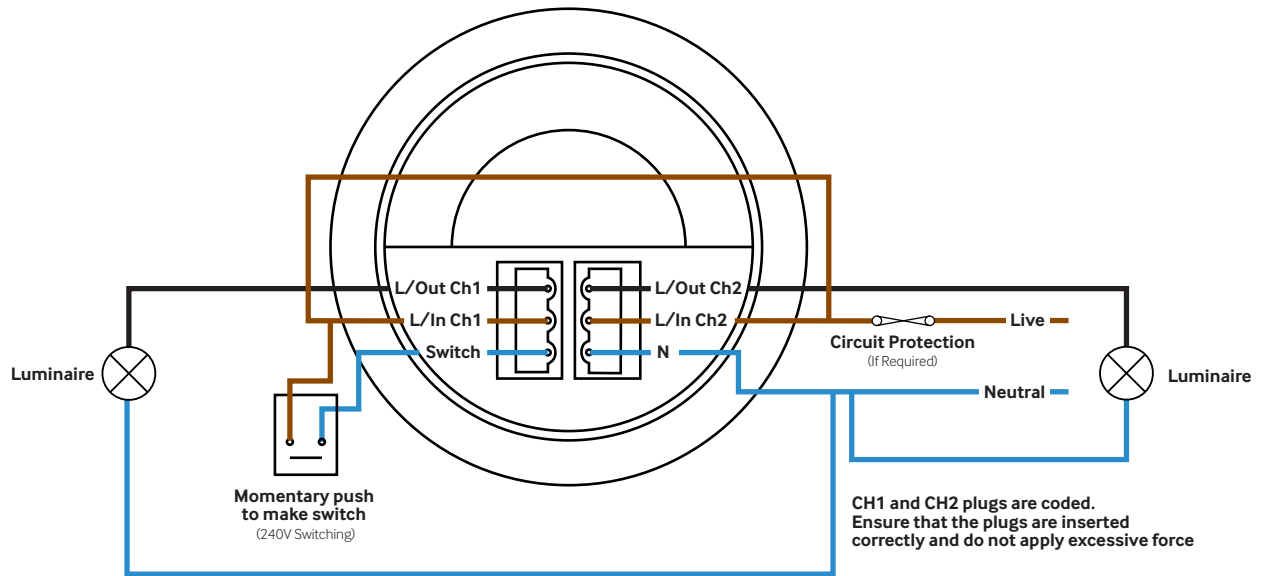 L/Out Ch1
L/Out Ch2
L/In Ch1
L/In Ch2
Live
Circuit Protection
(If Required)
Switch
N
Luminaire
Luminaire
Neutral
Momentary push
to make switch
(240V Switching)
CH1 and CH2 plugs are coded.
Ensure that the plugs are inserted
correctly and do not apply excessive force